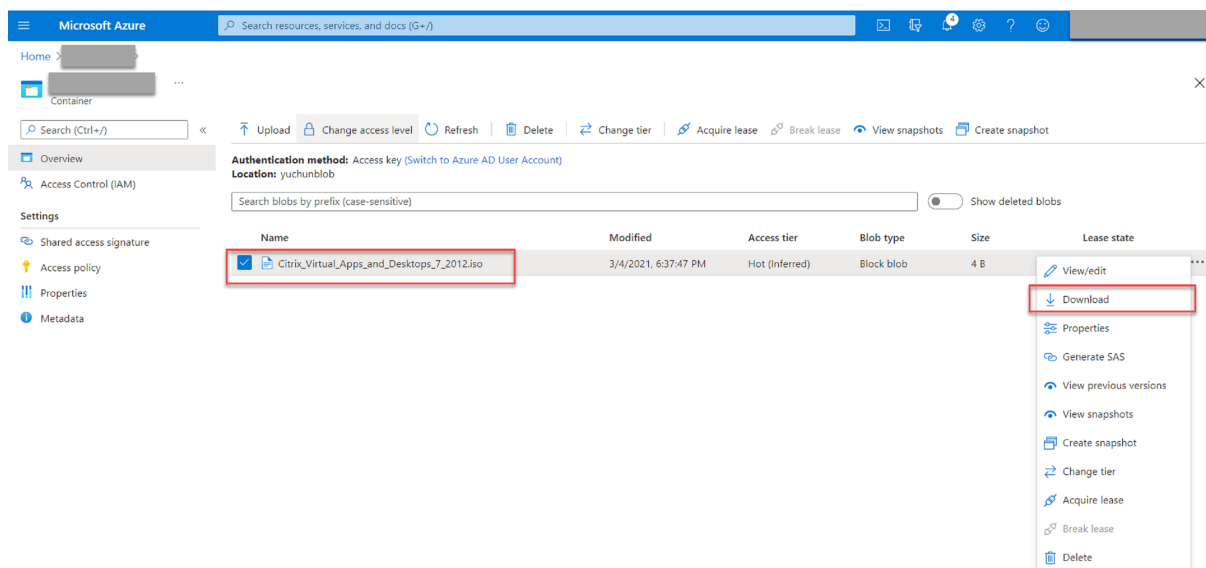 Microsoft Azure
Search resources, services, and docs (G+/)
4
Home >
...
Container
Search (Ctrl+/)
«
Upload
Change access level
Refresh
Delete
Change tier
Acquire lease
Break lease
View snapshots
Create snapshot
Overview
Access Control (IAM)
Settings
Shared access signature
Access policy
Properties
Metadata
Authentication method: Access key (Switch to Azure AD User Account)
Location: yuchunblob
Search blobs by prefix (case-sensitive)
Show deleted blobs
Name Modified Access tier Blob type Size Lease state
Citrix_Virtual_Apps_and_Desktops_7_2012.iso 3/4/2021, 6:37:47 PM Hot (Inferred) Block blob 4 B ...
View/edit
Download
Properties
Generate SAS
View previous versions
View snapshots
Create snapshot
Change tier
Acquire lease
Break lease
Delete